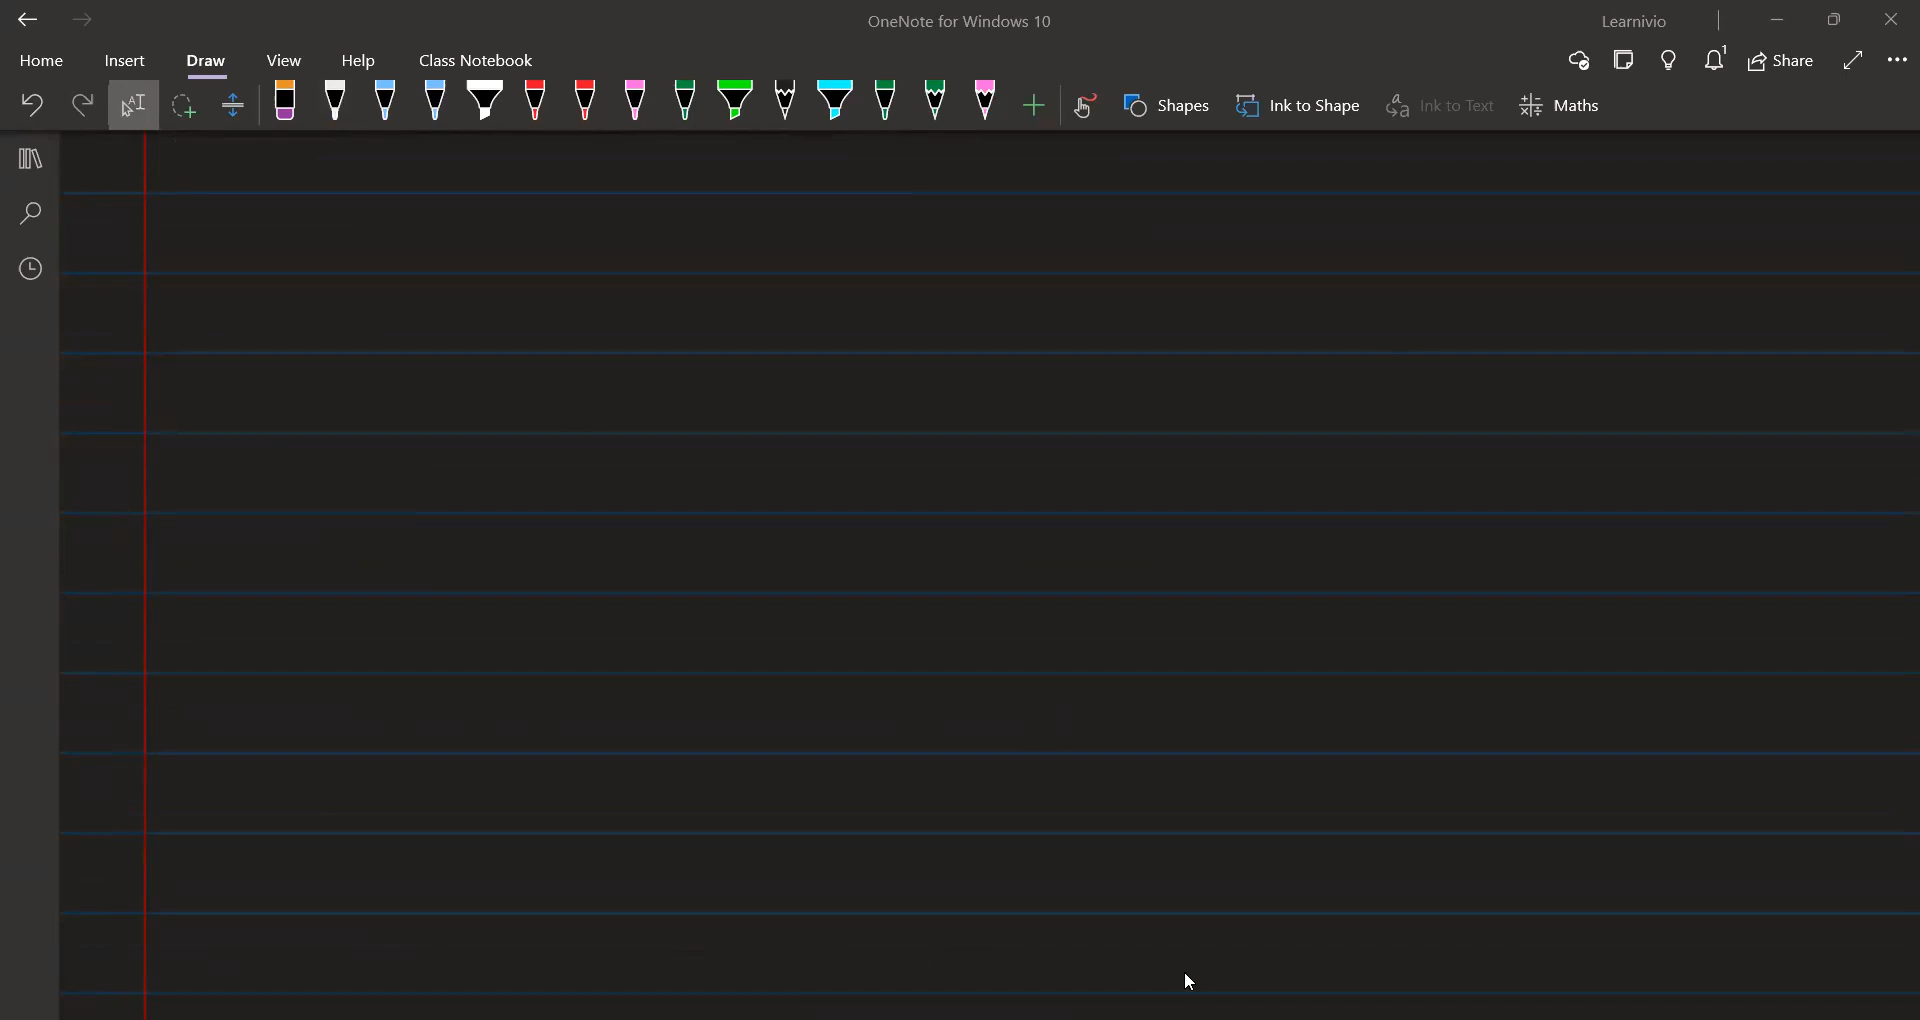 OneNote for Windows 10
Learnivio
Home Insert Draw View Help Class Notebook
1
Share
Shapes Ink to Shape Ink to Text Maths